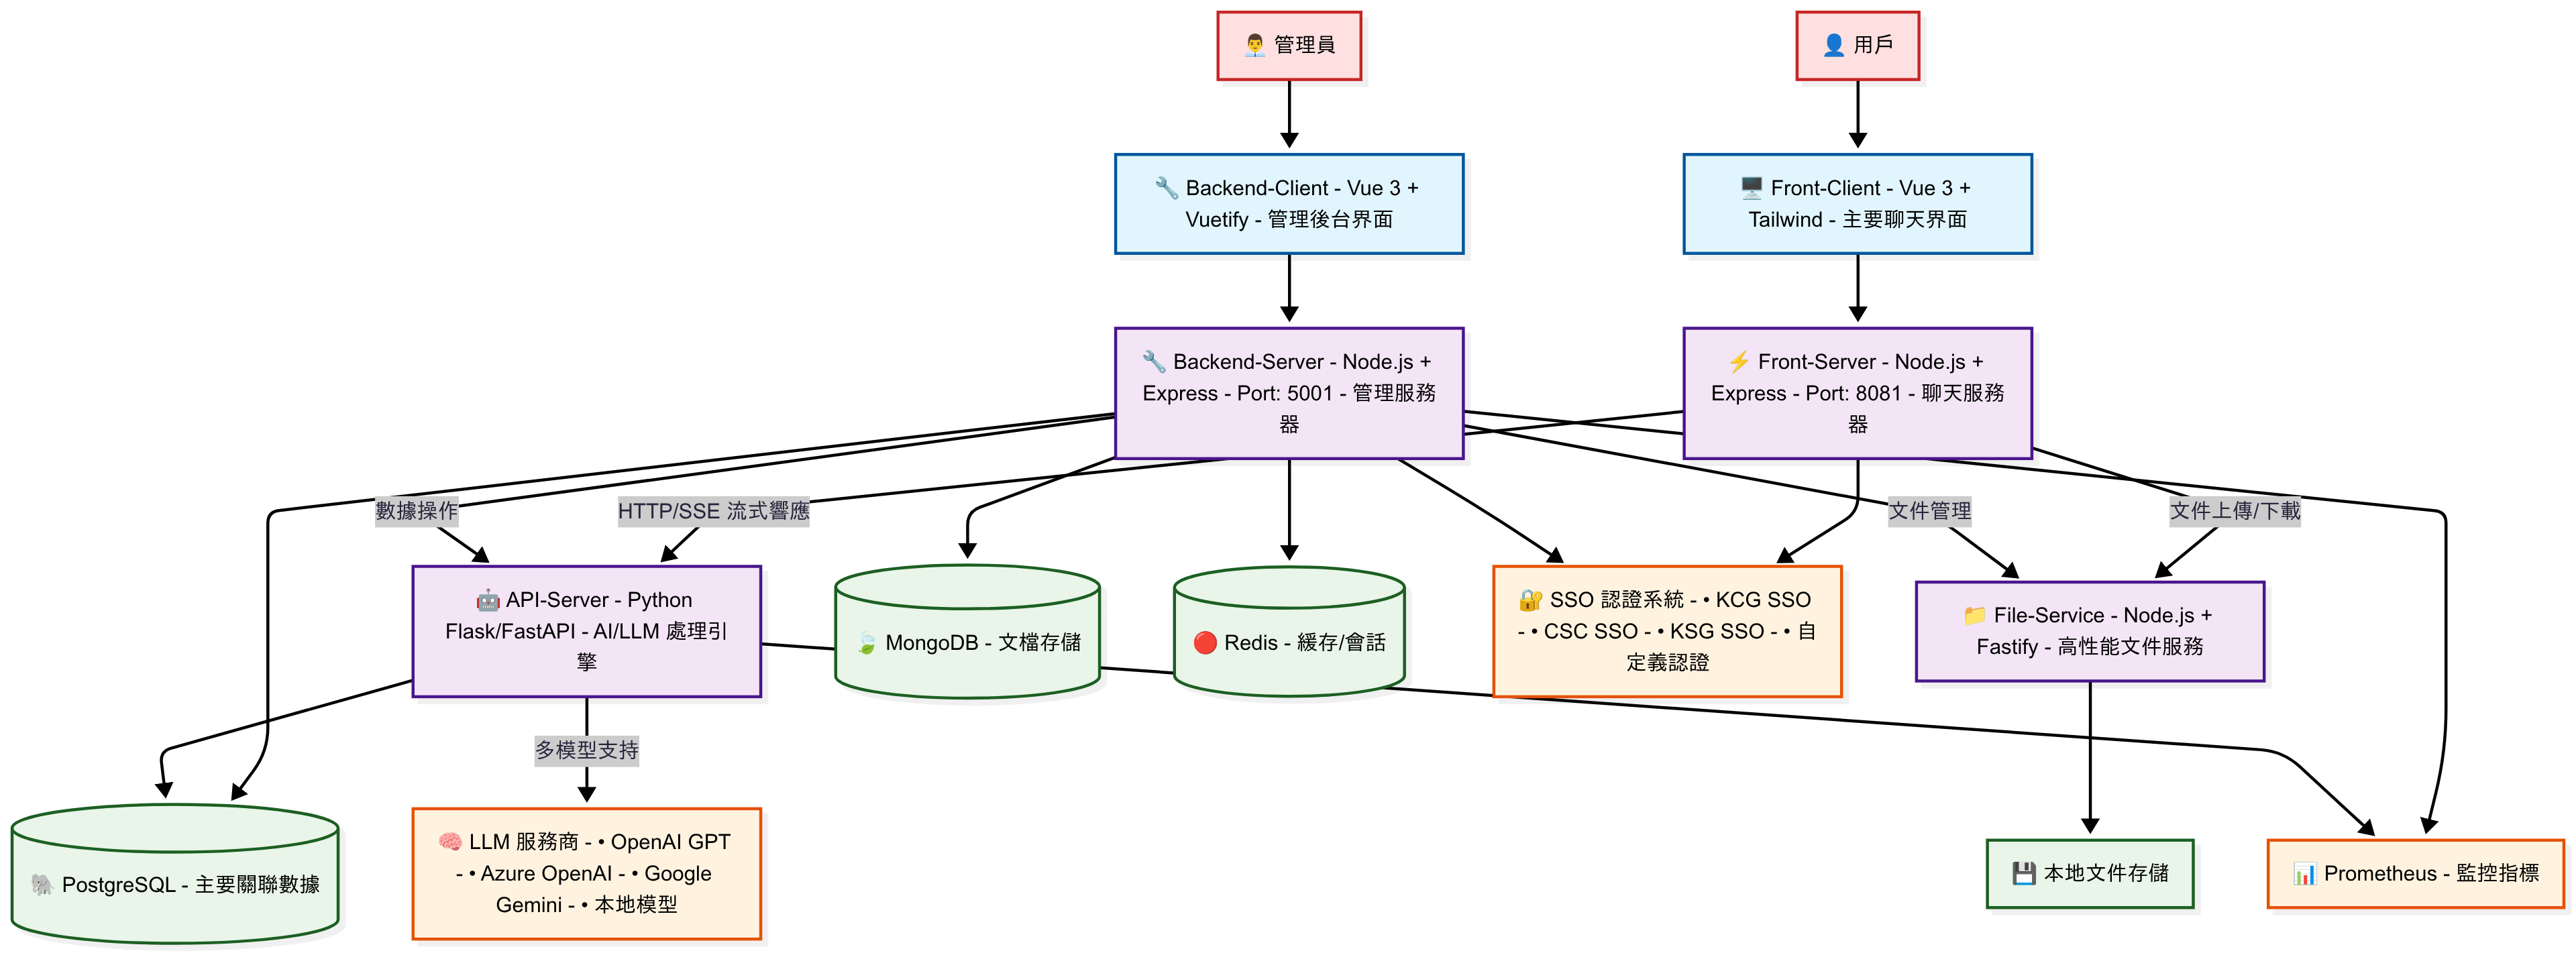 👨‍💼 管理員
👤 用戶
🔧 Backend-Client - Vue 3 +
Vuetify - 管理後台界面
🖥️ Front-Client - Vue 3 +
Tailwind - 主要聊天界面
🔧 Backend-Server - Node.js +
Express - Port: 5001 - 管理服務
器
⚡ Front-Server - Node.js +
Express - Port: 8081 - 聊天服務
器
數據操作
HTTP/SSE 流式響應
文件管理
文件上傳/下載
🤖 API-Server - Python
Flask/FastAPI - AI/LLM 處理引
擎
🍃 MongoDB - 文檔存儲
🔴 Redis - 緩存/會話
🔐 SSO 認證系統 - • KCG SSO
- • CSC SSO - • KSG SSO - • 自
定義認證
📁 File-Service - Node.js +
Fastify - 高性能文件服務
多模型支持
🐘 PostgreSQL - 主要關聯數據
🧠 LLM 服務商 - • OpenAI GPT
- • Azure OpenAI - • Google
Gemini - • 本地模型
💾 本地文件存儲
📊 Prometheus - 監控指標